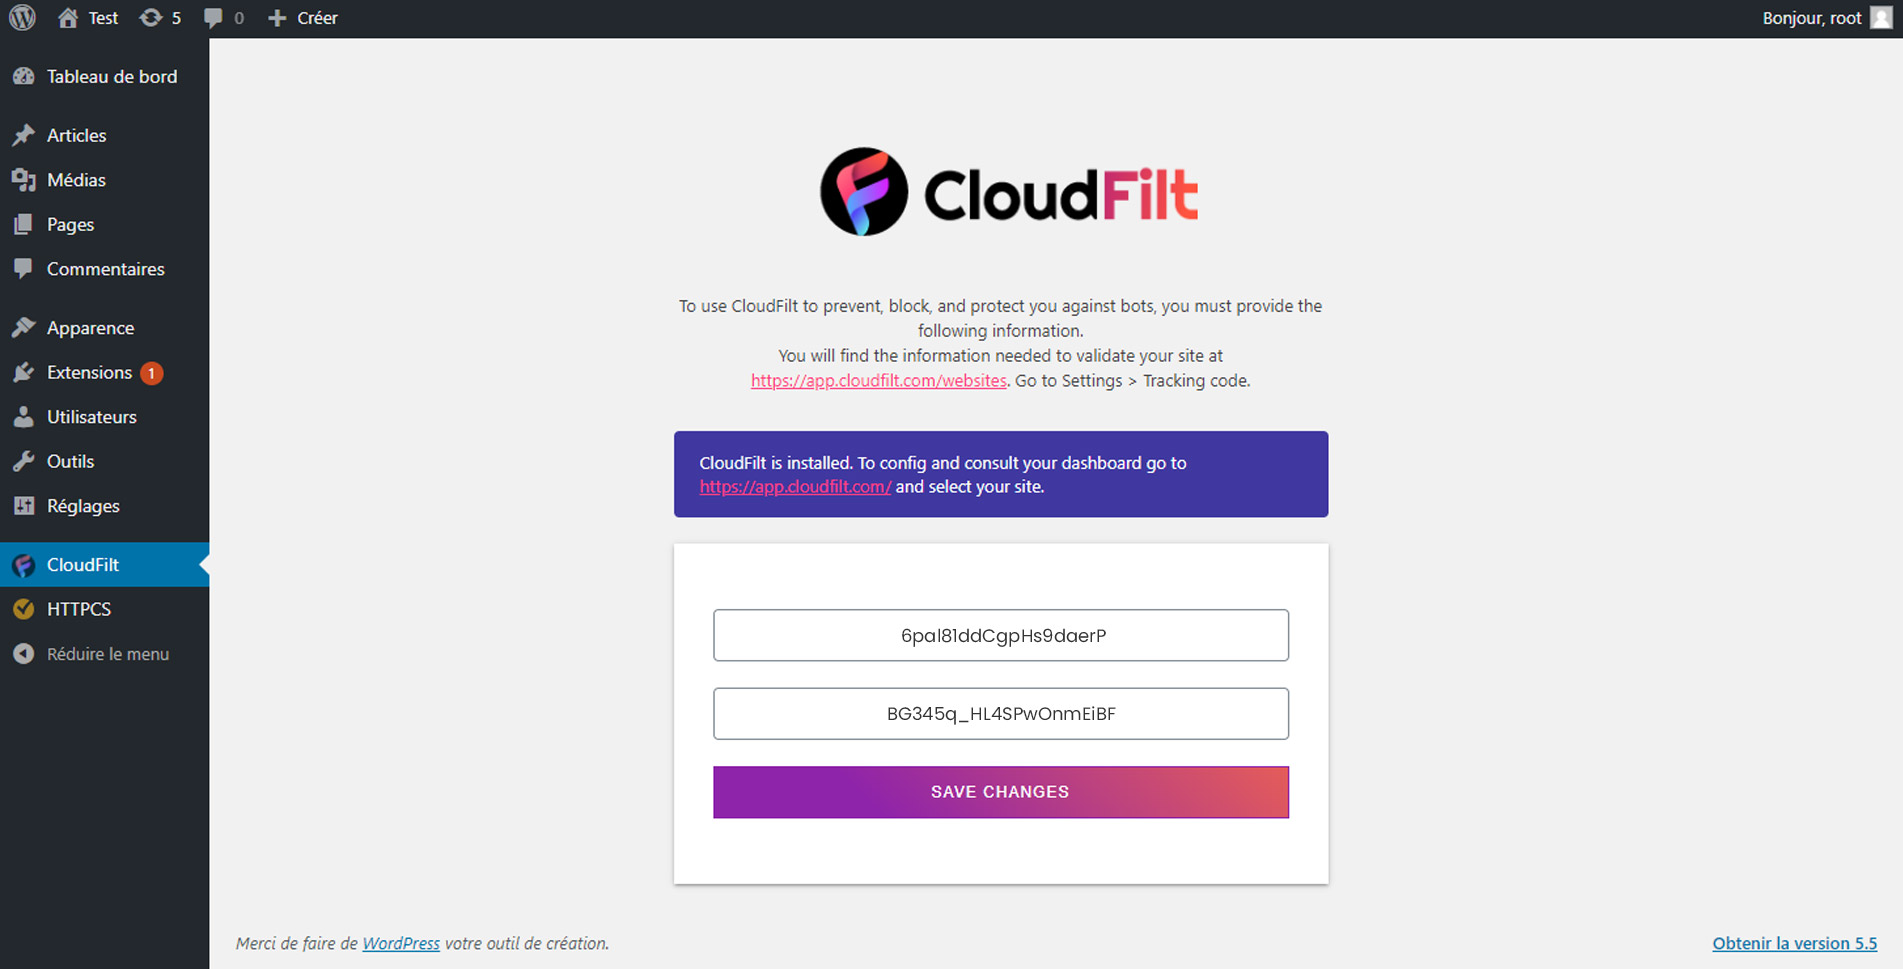 Test 5 0 Créer Bonjour, root
Tableau de bord
Articles
Médias
Pages
Commentaires
Apparence
Extensions 1
Utilisateurs
Outils
Réglages
CloudFilt
HTTPCS
Réduire le menu
CloudFilt
To use CloudFilt to prevent, block, and protect you against bots, you must provide the
following information.
You will find the information needed to validate your site at
https://app.cloudfilt.com/websites. Go to Settings > Tracking code.
CloudFilt is installed. To config and consult your dashboard go to
https://app.cloudfilt.com/ and select your site.
6pal81ddCgpHs9daerP
BG345q_HL4SPwOnmEiBF
SAVE CHANGES
Merci de faire de WordPress votre outil de création.
Obtenir la version 5.5